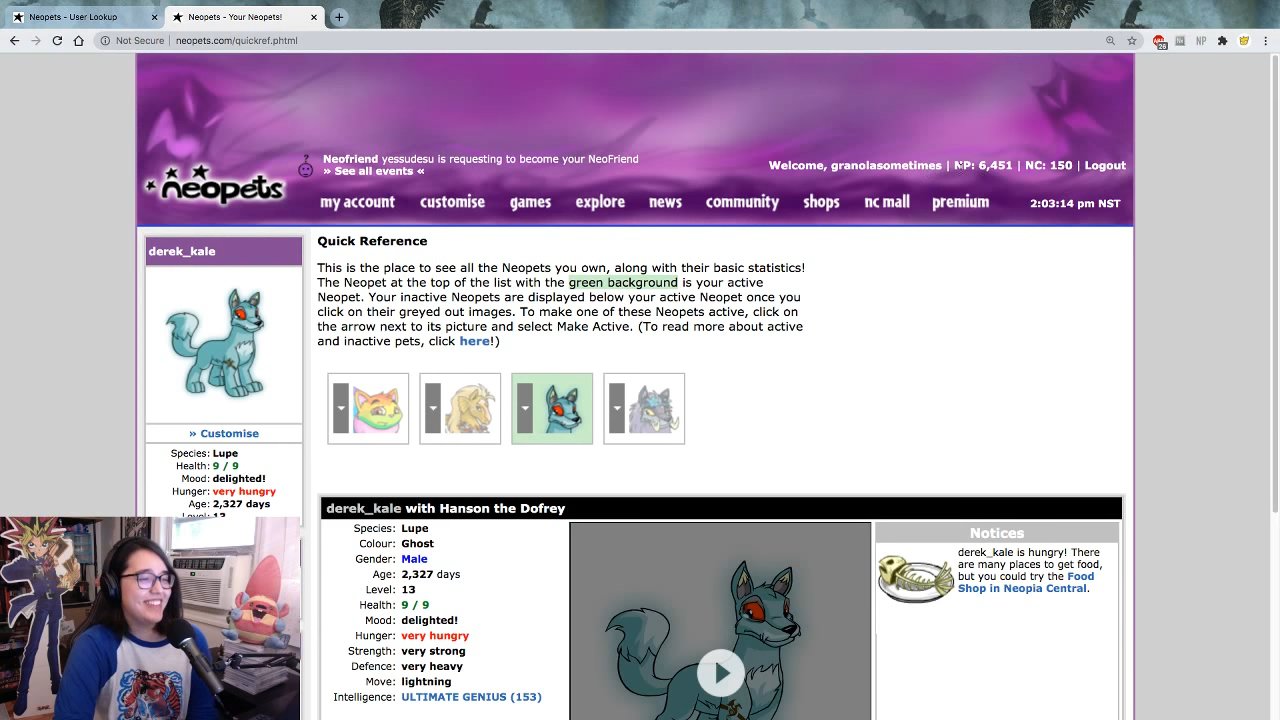 Neopets - User Lookup
Neopets - Your Neopets!
Not Secure | neopets.com/quickref.phtml
26
NP
Neofriend yessudesu is requesting to become your NeoFriend
» See all events «
Welcome, granolasometimes | NP: 6,451 | NC: 150 | Logout
neopets
my account customise games explore news community shops nc mall premium
2:03:14 pm NST
derek_kale
» Customise
Species: Lupe
Health: 9 / 9
Mood: delighted!
Hunger: very hungry
Age: 2,327 days
Level: 13
Quick Reference
This is the place to see all the Neopets you own, along with their basic statistics!
The Neopet at the top of the list with the green background is your active
Neopet. Your inactive Neopets are displayed below your active Neopet once you
click on their greyed out images. To make one of these Neopets active, click on
the arrow next to its picture and select Make Active. (To read more about active
and inactive pets, click here!)
derek_kale with Hanson the Dofrey
Species: Lupe
Colour: Ghost
Gender: Male
Age: 2,327 days
Level: 13
Health: 9 / 9
Mood: delighted!
Hunger: very hungry
Strength: very strong
Defence: very heavy
Move: lightning
Intelligence: ULTIMATE GENIUS (153)
Notices
derek_kale is hungry! There
are many places to get food,
but you could try the Food
Shop in Neopia Central.